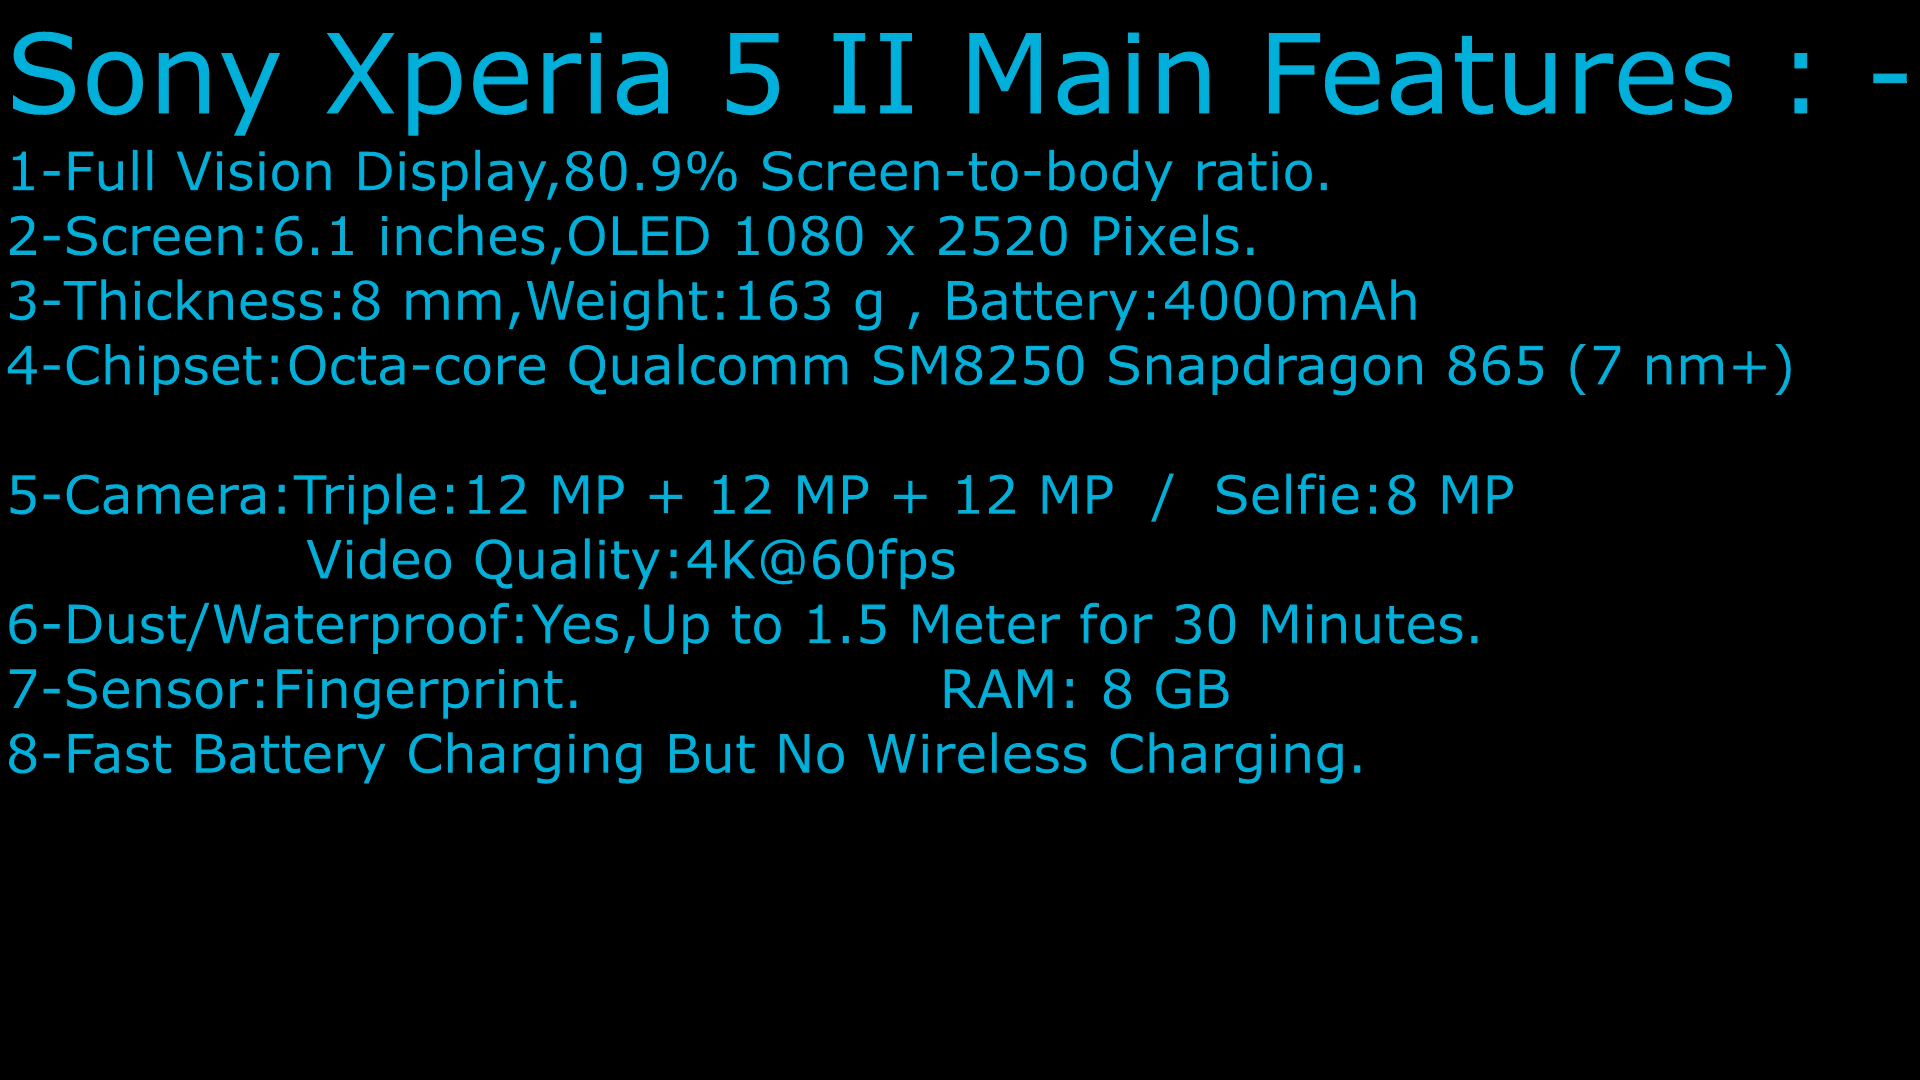 Sony Xperia 5 II Main Features : -
1-Full Vision Display,80.9% Screen-to-body ratio.
2-Screen:6.1 inches,OLED 1080 x 2520 Pixels.
3-Thickness:8 mm,Weight:163 g , Battery:4000mAh
4-Chipset:Octa-core Qualcomm SM8250 Snapdragon 865 (7 nm+)
5-Camera:Triple:12 MP + 12 MP + 12 MP  /  Selfie:8 MP
Video Quality:4K@60fps
6-Dust/Waterproof:Yes,Up to 1.5 Meter for 30 Minutes.
7-Sensor:Fingerprint. RAM: 8 GB
8-Fast Battery Charging But No Wireless Charging.